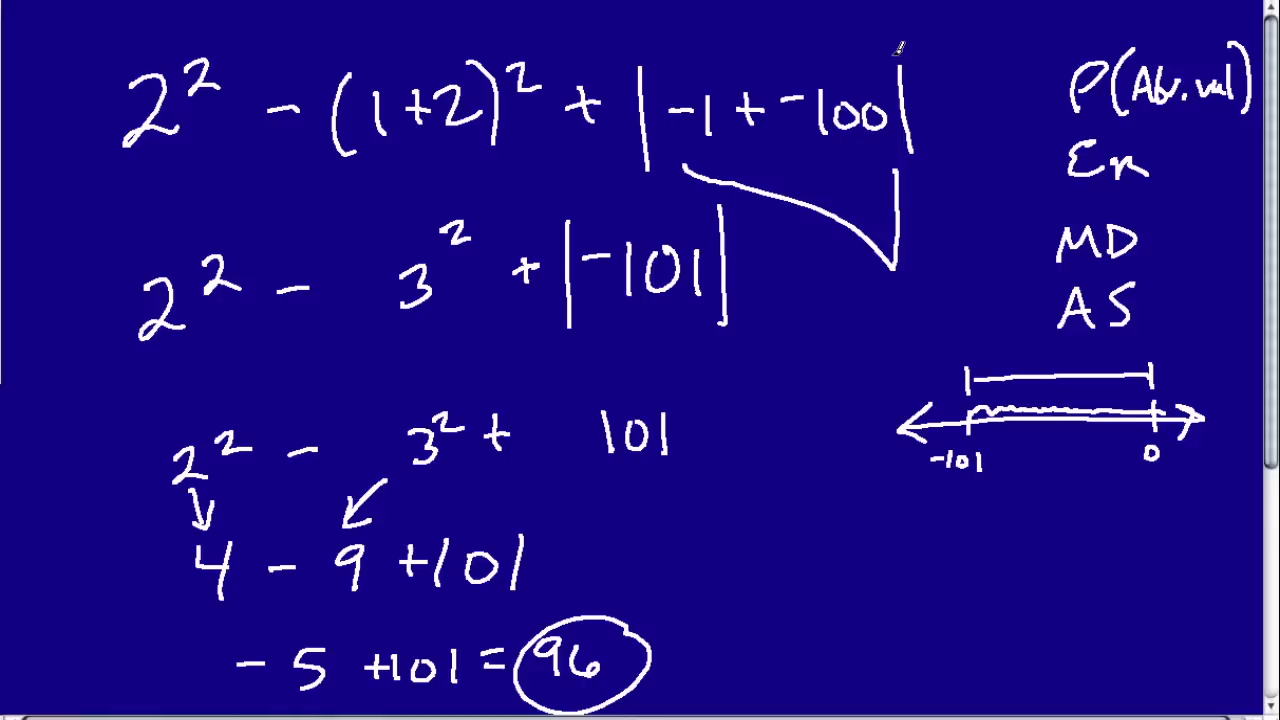 2² - (1+2)² + |-1 + -100|
2² - 3² + |-101|
2² - 3² + 101
4 - 9 + 101
- 5 + 101 = 96
P(Ab.val)
Ex
MD
AS
-101 0